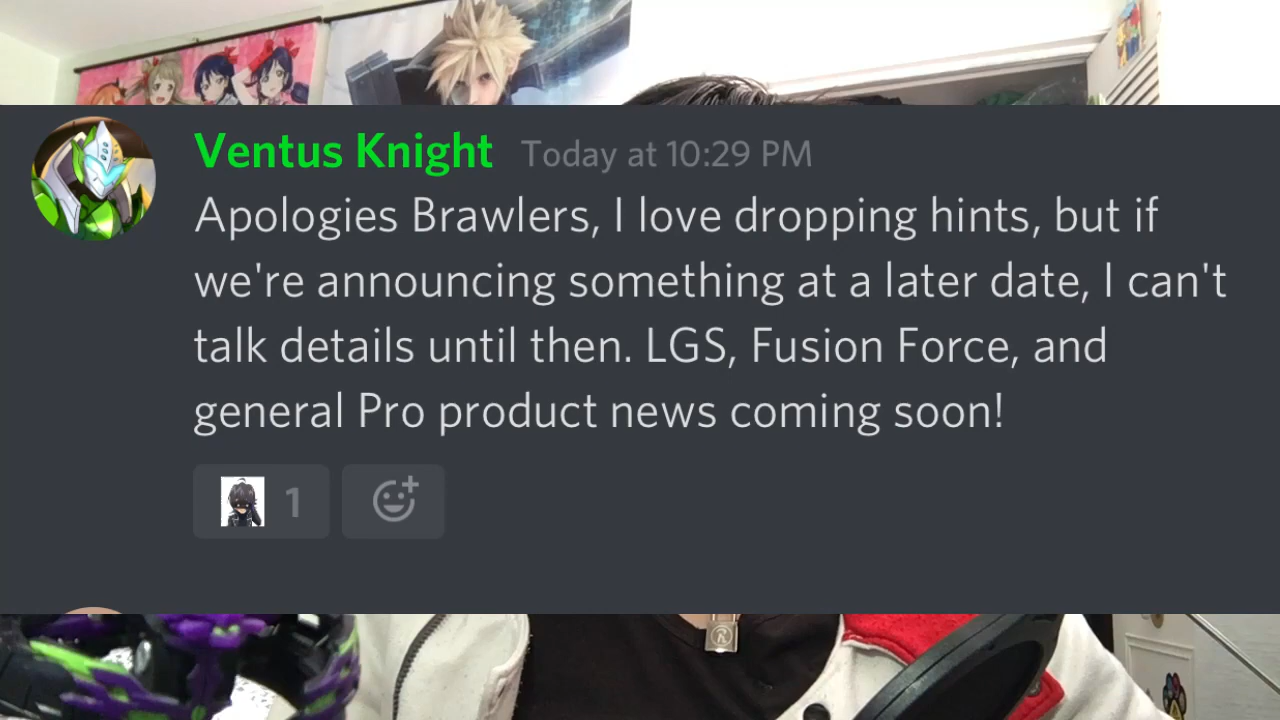 Ventus Knight Today at 10:29 PM
Apologies Brawlers, I love dropping hints, but if
we're announcing something at a later date, I can't
talk details until then. LGS, Fusion Force, and
general Pro product news coming soon!
1
R